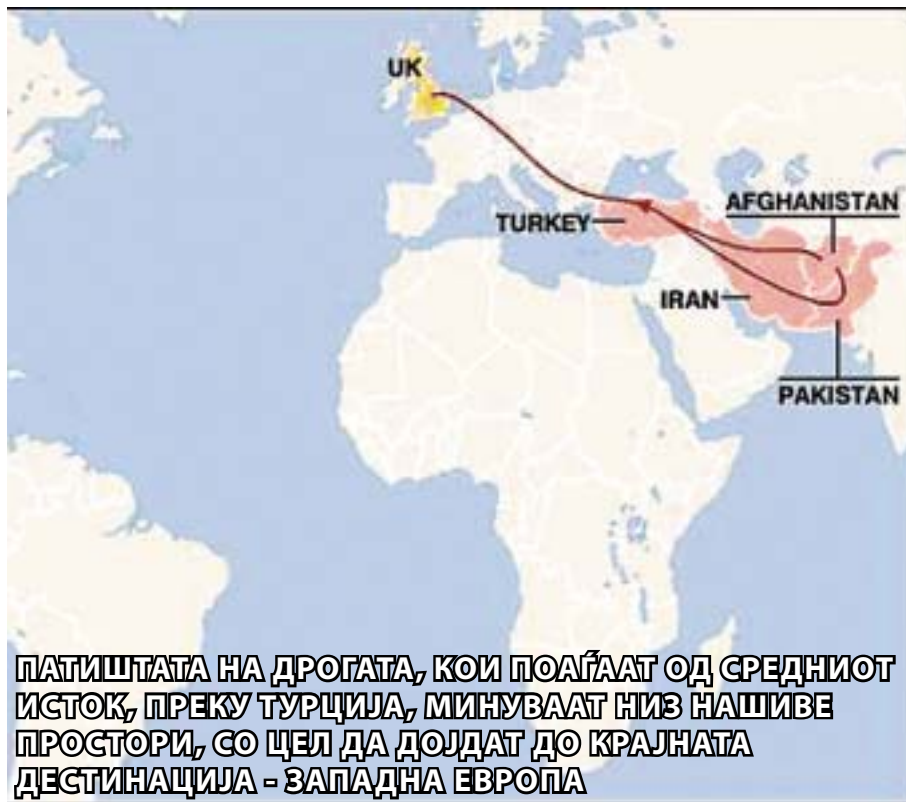 UK
AFGHANISTAN
TURKEY
IRAN
PAKISTAN
ПАТИШТАТА НА ДРОГАТА, КОИ ПОАЃААТ ОД СРЕДНИОТ
ИСТОК, ПРЕКУ ТУРЦИЈА, МИНУВААТ НИЗ НАШИВЕ
ПРОСТОРИ, СО ЦЕЛ ДА ДОЈДАТ ДО КРАЈНАТА
ДЕСТИНАЦИЈА - ЗАПАДНА ЕВРОПА